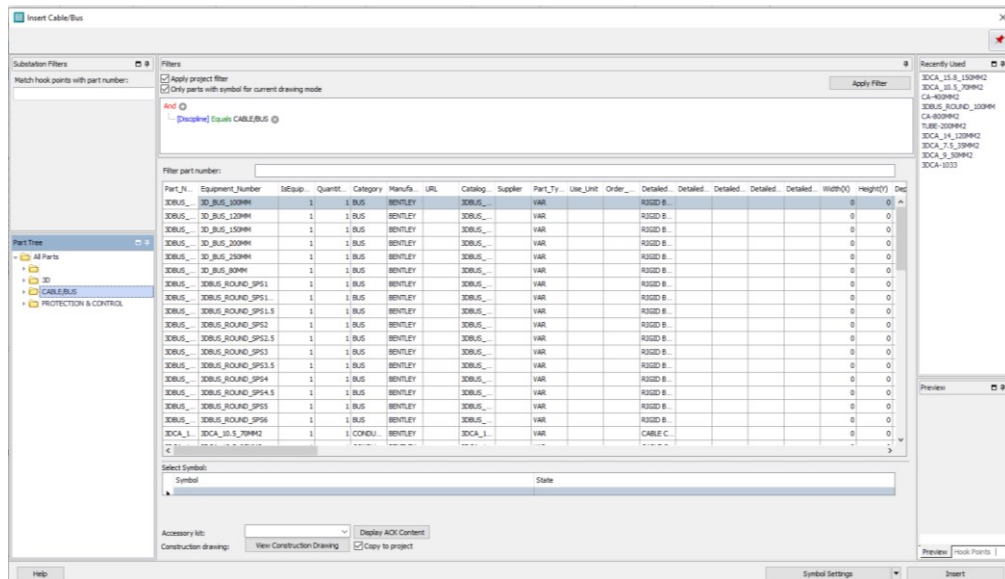 Insert Cable/Bus
Substation Filters
Match hook points with part number:
Part Tree
All Parts
3D
CABLE/BUS
PROTECTION & CONTROL
Filters
Apply project filter
Only parts with symbol for current drawing mode
Apply Filter
And
[Discipline] Equals CABLE/BUS
Filter part number:
Part_N... Equipment_Number IsEquip... Quantit... Category Manufa... URL Catalog... Supplier Part_Ty... Use_Unit Order_... Detailed... Detailed... Detailed... Detailed... Detailed... Width(X) Height(Y) Dep
3DBUS_... 3D_BUS_100MM 1 1 BUS BENTLEY 3DBUS_... VAR RIGID B... 0 0
3DBUS_... 3D_BUS_120MM 1 1 BUS BENTLEY 3DBUS_... VAR RIGID B... 0 0
3DBUS_... 3D_BUS_150MM 1 1 BUS BENTLEY 3DBUS_... VAR RIGID B... 0 0
3DBUS_... 3D_BUS_200MM 1 1 BUS BENTLEY 3DBUS_... VAR RIGID B... 0 0
3DBUS_... 3D_BUS_250MM 1 1 BUS BENTLEY 3DBUS_... VAR RIGID B... 0 0
3DBUS_... 3D_BUS_80MM 1 1 BUS BENTLEY 3DBUS_... VAR RIGID B... 0 0
3DBUS_... 3DBUS_ROUND_SPS1 1 1 BUS BENTLEY 3DBUS_... VAR RIGID B... 0 0
3DBUS_... 3DBUS_ROUND_SPS1... 1 1 BUS BENTLEY 3DBUS_... VAR RIGID B... 0 0
3DBUS_... 3DBUS_ROUND_SPS1.5 1 1 BUS BENTLEY 3DBUS_... VAR RIGID B... 0 0
3DBUS_... 3DBUS_ROUND_SPS2 1 1 BUS BENTLEY 3DBUS_... VAR RIGID B... 0 0
3DBUS_... 3DBUS_ROUND_SPS2.5 1 1 BUS BENTLEY 3DBUS_... VAR RIGID B... 0 0
3DBUS_... 3DBUS_ROUND_SPS3 1 1 BUS BENTLEY 3DBUS_... VAR RIGID B... 0 0
3DBUS_... 3DBUS_ROUND_SPS3.5 1 1 BUS BENTLEY 3DBUS_... VAR RIGID B... 0 0
3DBUS_... 3DBUS_ROUND_SPS4 1 1 BUS BENTLEY 3DBUS_... VAR RIGID B... 0 0
3DBUS_... 3DBUS_ROUND_SPS4.5 1 1 BUS BENTLEY 3DBUS_... VAR RIGID B... 0 0
3DBUS_... 3DBUS_ROUND_SPS5 1 1 BUS BENTLEY 3DBUS_... VAR RIGID B... 0 0
3DBUS_... 3DBUS_ROUND_SPS6 1 1 BUS BENTLEY 3DBUS_... VAR RIGID B... 0 0
3DCA_1... 3DCA_10.5_70MM2 1 1 CONDU... BENTLEY 3DCA_1... VAR CABLE C... 0 0
Select Symbol:
Symbol State
Accessory kit:
Display ACK Content
Construction drawing:
View Construction Drawing
Copy to project
Recently Used
3DCA_15.8_150MM2
3DCA_10.5_70MM2
CA-400MM2
3DBUS_ROUND_100MM
CA-800MM2
TUBE-200MM2
3DCA_14_120MM2
3DCA_7.5_35MM2
3DCA_9_50MM2
3DCA-1033
Preview
Preview Hook Points
Help
Symbol Settings
Insert